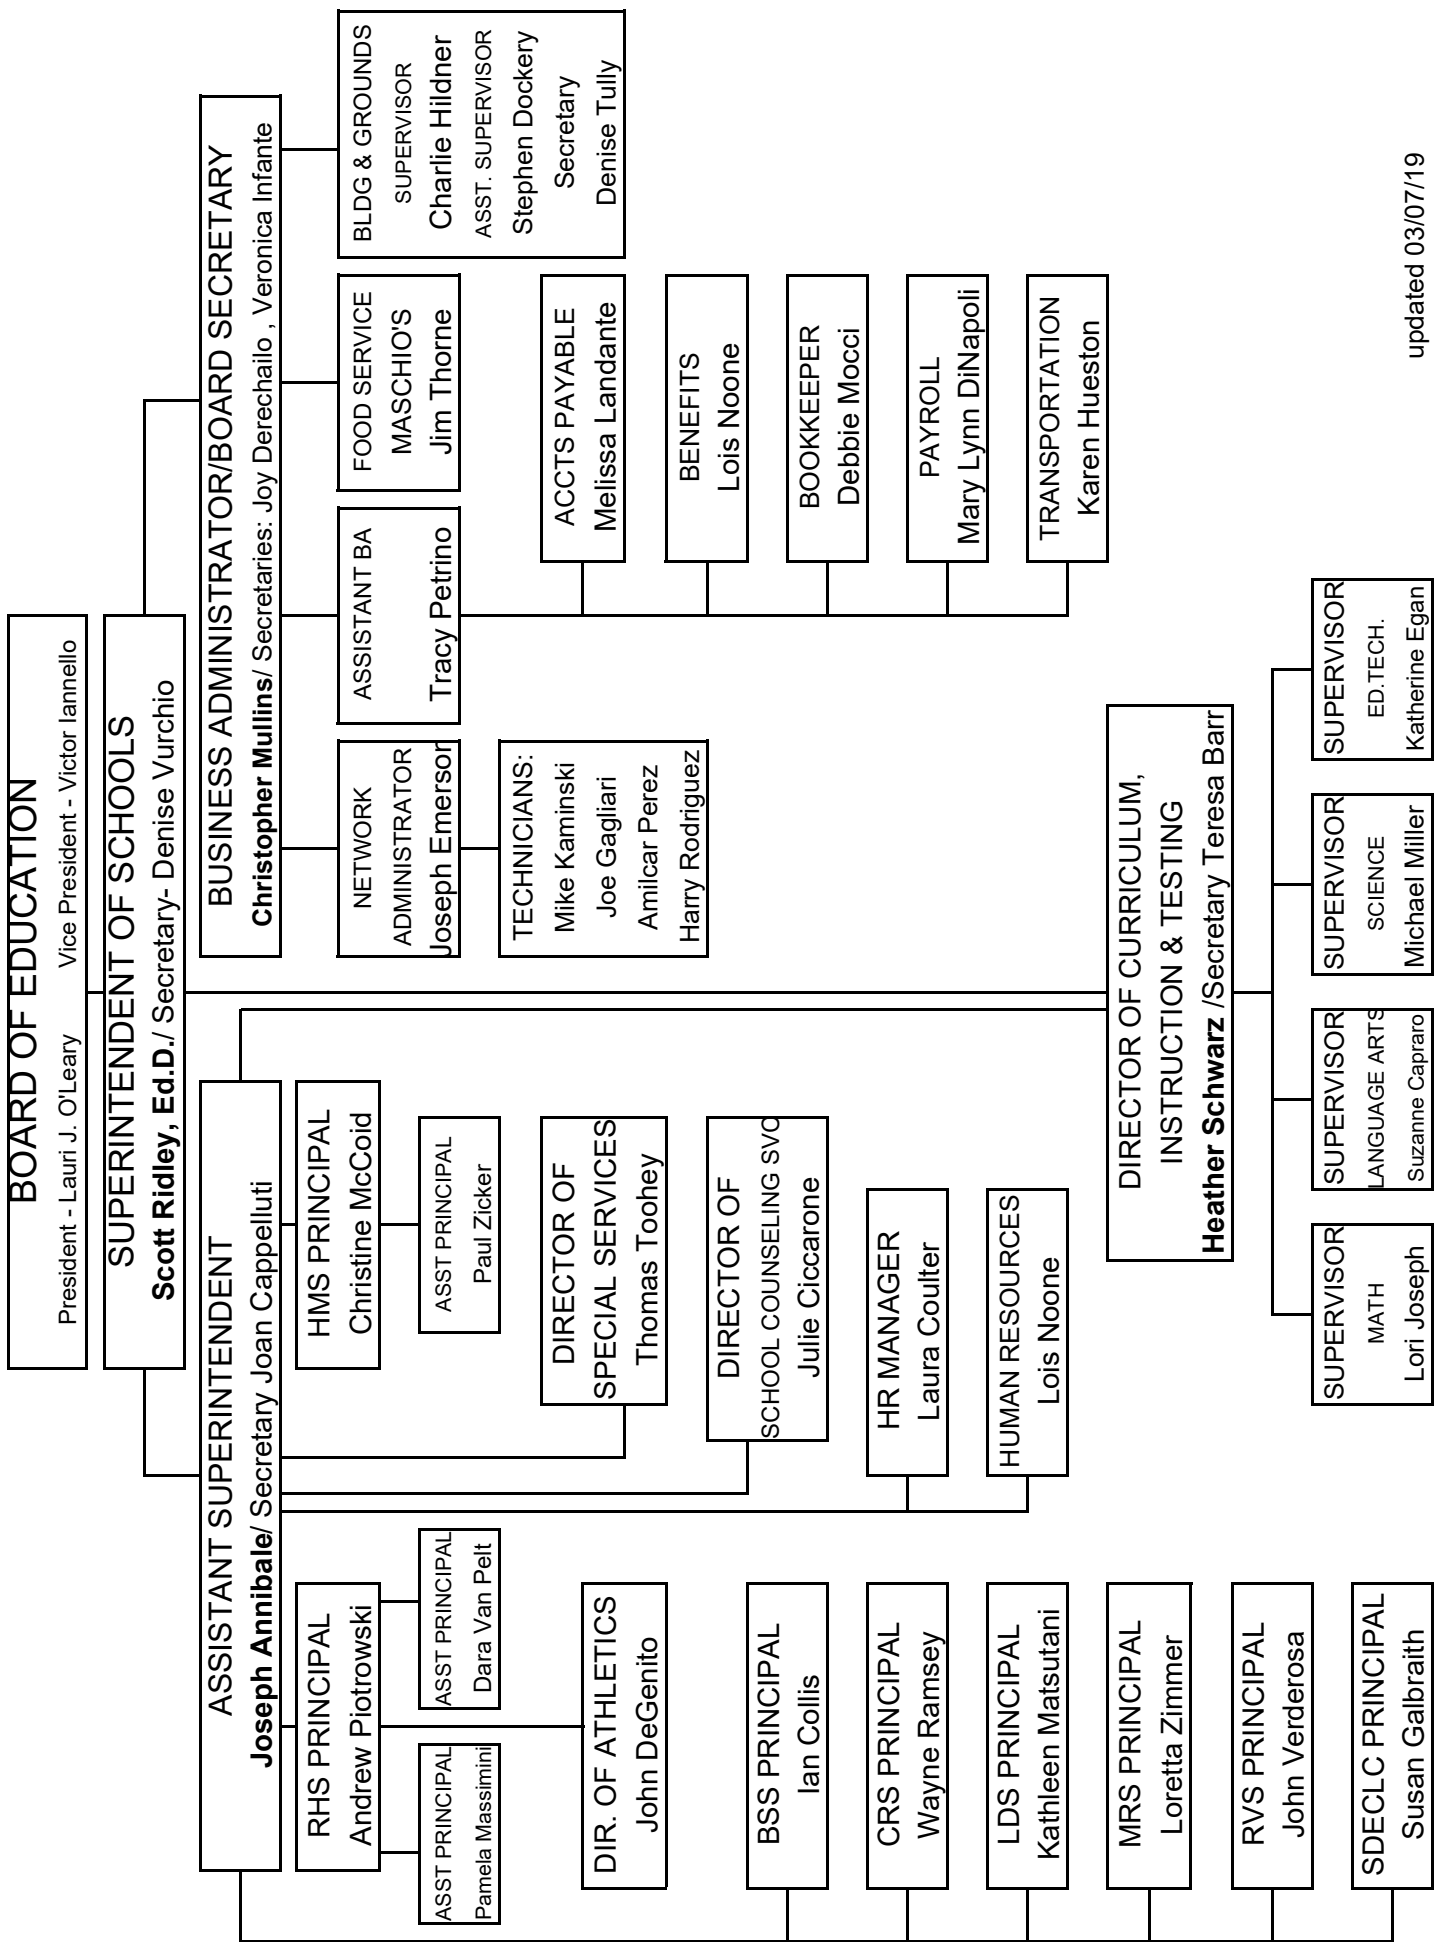 BOARD OF EDUCATION
President - Lauri J. O'Leary Vice President - Victor Iannello
SUPERINTENDENT OF SCHOOLS
Scott Ridley, Ed.D./ Secretary- Denise Vurchio
ASSISTANT SUPERINTENDENT
Joseph Annibale/ Secretary Joan Cappelluti
BUSINESS ADMINISTRATOR/BOARD SECRETARY
Christopher Mullins/ Secretaries: Joy Derechailo , Veronica Infante
RHS PRINCIPAL
Andrew Piotrowski
HMS PRINCIPAL
Christine McCoid
NETWORK
ADMINISTRATOR
Joseph Emerson
ASSISTANT BA
Tracy Petrino
FOOD SERVICE
MASCHIO'S
Jim Thorne
BLDG & GROUNDS
SUPERVISOR
Charlie Hildner
ASST. SUPERVISOR
Stephen Dockery
Secretary
Denise Tully
ASST PRINCIPAL
Pamela Massimini
ASST PRINCIPAL
Dara Van Pelt
ASST PRINCIPAL
Paul Zicker
TECHNICIANS:
Mike Kaminski
Joe Gagliari
Amilcar Perez
Harry Rodriguez
DIR. OF ATHLETICS
John DeGenito
DIRECTOR OF
SPECIAL SERVICES
Thomas Toohey
ACCTS PAYABLE
Melissa Landante
BENEFITS
Lois Noone
DIRECTOR OF
SCHOOL COUNSELING SVC
Julie Ciccarone
BSS PRINCIPAL
Ian Collis
BOOKKEEPER
Debbie Mocci
CRS PRINCIPAL
Wayne Ramsey
HR MANAGER
Laura Coulter
PAYROLL
Mary Lynn DiNapoli
LDS PRINCIPAL
Kathleen Matsutani
HUMAN RESOURCES
Lois Noone
TRANSPORTATION
Karen Hueston
MRS PRINCIPAL
Loretta Zimmer
DIRECTOR OF CURRICULUM,
INSTRUCTION & TESTING
Heather Schwarz /Secretary Teresa Barr
RVS PRINCIPAL
John Verderosa
SDECLC PRINCIPAL
Susan Galbraith
SUPERVISOR
MATH
Lori Joseph
SUPERVISOR
LANGUAGE ARTS
Suzanne Capraro
SUPERVISOR
SCIENCE
Michael Miller
SUPERVISOR
ED.TECH.
Katherine Egan
updated 03/07/19